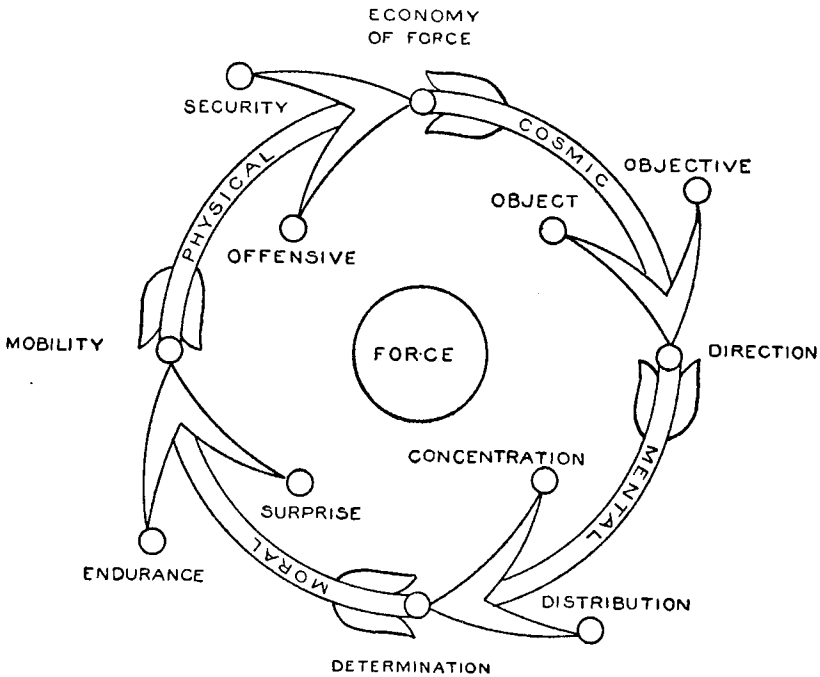 ECONOMY
OF FORCE
SECURITY
COSMIC
OBJECTIVE
PHYSICAL
OBJECT
OFFENSIVE
MOBILITY
FORCE
DIRECTION
CONCENTRATION
MENTAL
SURPRISE
MORAL
ENDURANCE
DISTRIBUTION
DETERMINATION